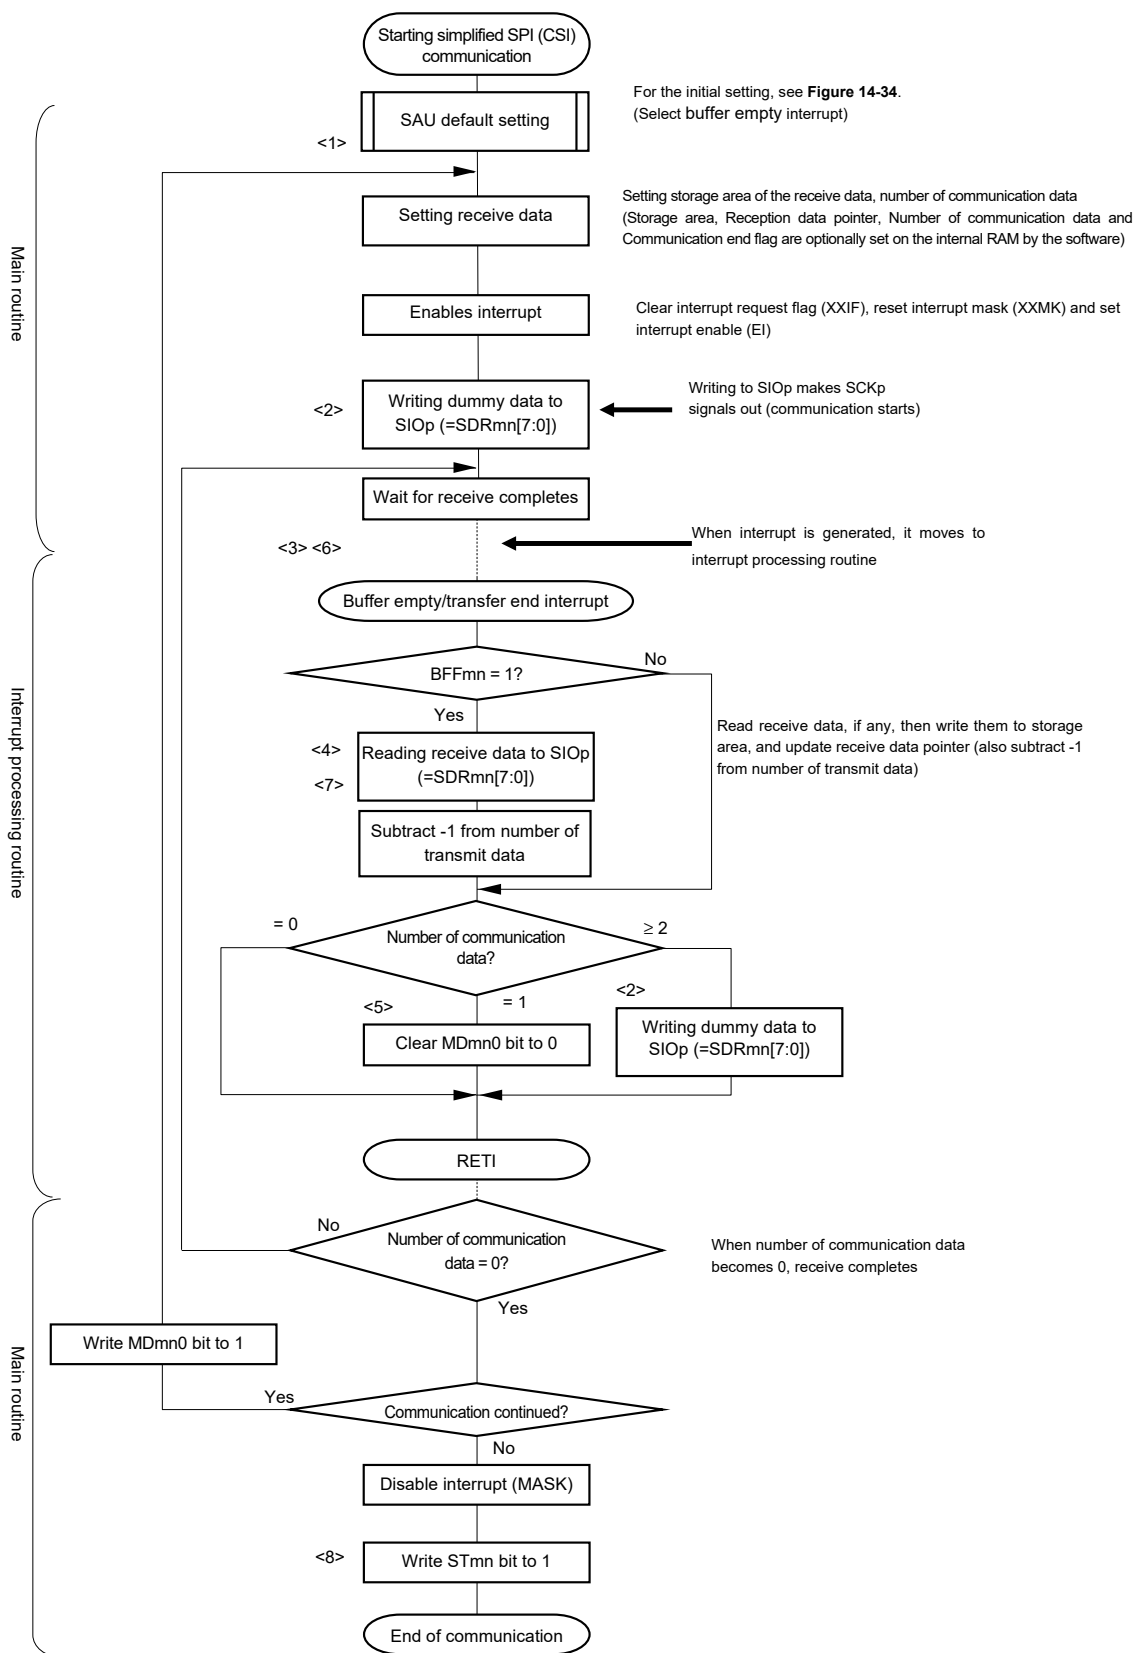 Starting simplified SPI (CSI)
communication
For the initial setting, see Figure 14-34.
(Select buffer empty interrupt)
SAU default setting
<1>
Setting receive data
Setting storage area of the receive data, number of communication data
(Storage area, Reception data pointer, Number of communication data and
Communication end flag are optionally set on the internal RAM by the software)
Main routine
Enables interrupt
Clear interrupt request flag (XXIF), reset interrupt mask (XXMK) and set
interrupt enable (EI)
<2>
Writing dummy data to
SIOp (=SDRmn[7:0])
Writing to SIOp makes SCKp
signals out (communication starts)
Wait for receive completes
<3> <6>
When interrupt is generated, it moves to
interrupt processing routine
Buffer empty/transfer end interrupt
BFFmn = 1?
No
Yes
<4>
<7>
Reading receive data to SIOp
(=SDRmn[7:0])
Read receive data, if any, then write them to storage
area, and update receive data pointer (also subtract -1
from number of transmit data)
Interrupt processing routine
Subtract -1 from number of
transmit data
= 0
Number of communication
data?
≥ 2
<5>
= 1
<2>
Clear MDmn0 bit to 0
Writing dummy data to
SIOp (=SDRmn[7:0])
RETI
No
Number of communication
data = 0?
When number of communication data
becomes 0, receive completes
Yes
Write MDmn0 bit to 1
Main routine
Yes
Communication continued?
No
Disable interrupt (MASK)
<8>
Write STmn bit to 1
End of communication